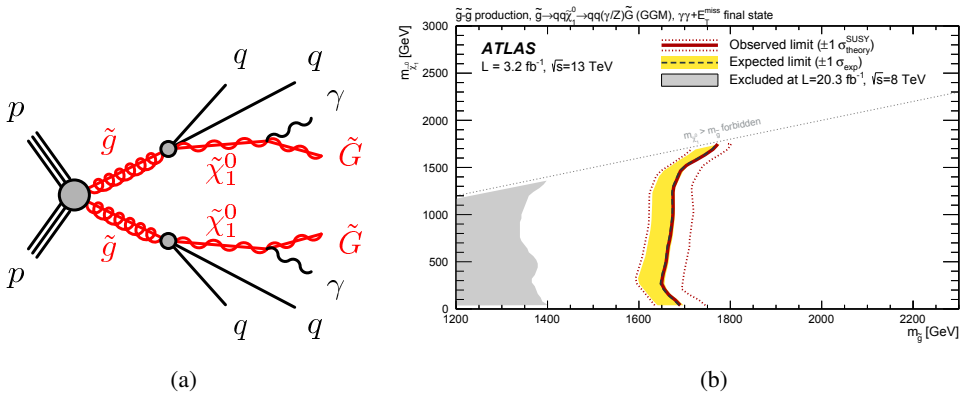 q
q
p
γ
g̃
χ̃₁⁰
G̃
χ̃₁⁰
G̃
g̃
p
γ
q
q
(a)
g̃-g̃ production, g̃→qqχ̃₁⁰→qq(γ/Z)G̃ (GGM), γγ+E_T^miss final state
m_χ̃₁⁰ [GeV]
3000
2500
2000
1500
1000
500
0
ATLAS
L = 3.2 fb⁻¹, √s=13 TeV
Observed limit (±1 σ_theory^SUSY)
Expected limit (±1 σ_exp)
Excluded at L=20.3 fb⁻¹, √s=8 TeV
m_χ̃₁⁰ > m_g̃ forbidden
1200
1400
1600
1800
2000
2200
m_g̃ [GeV]
(b)